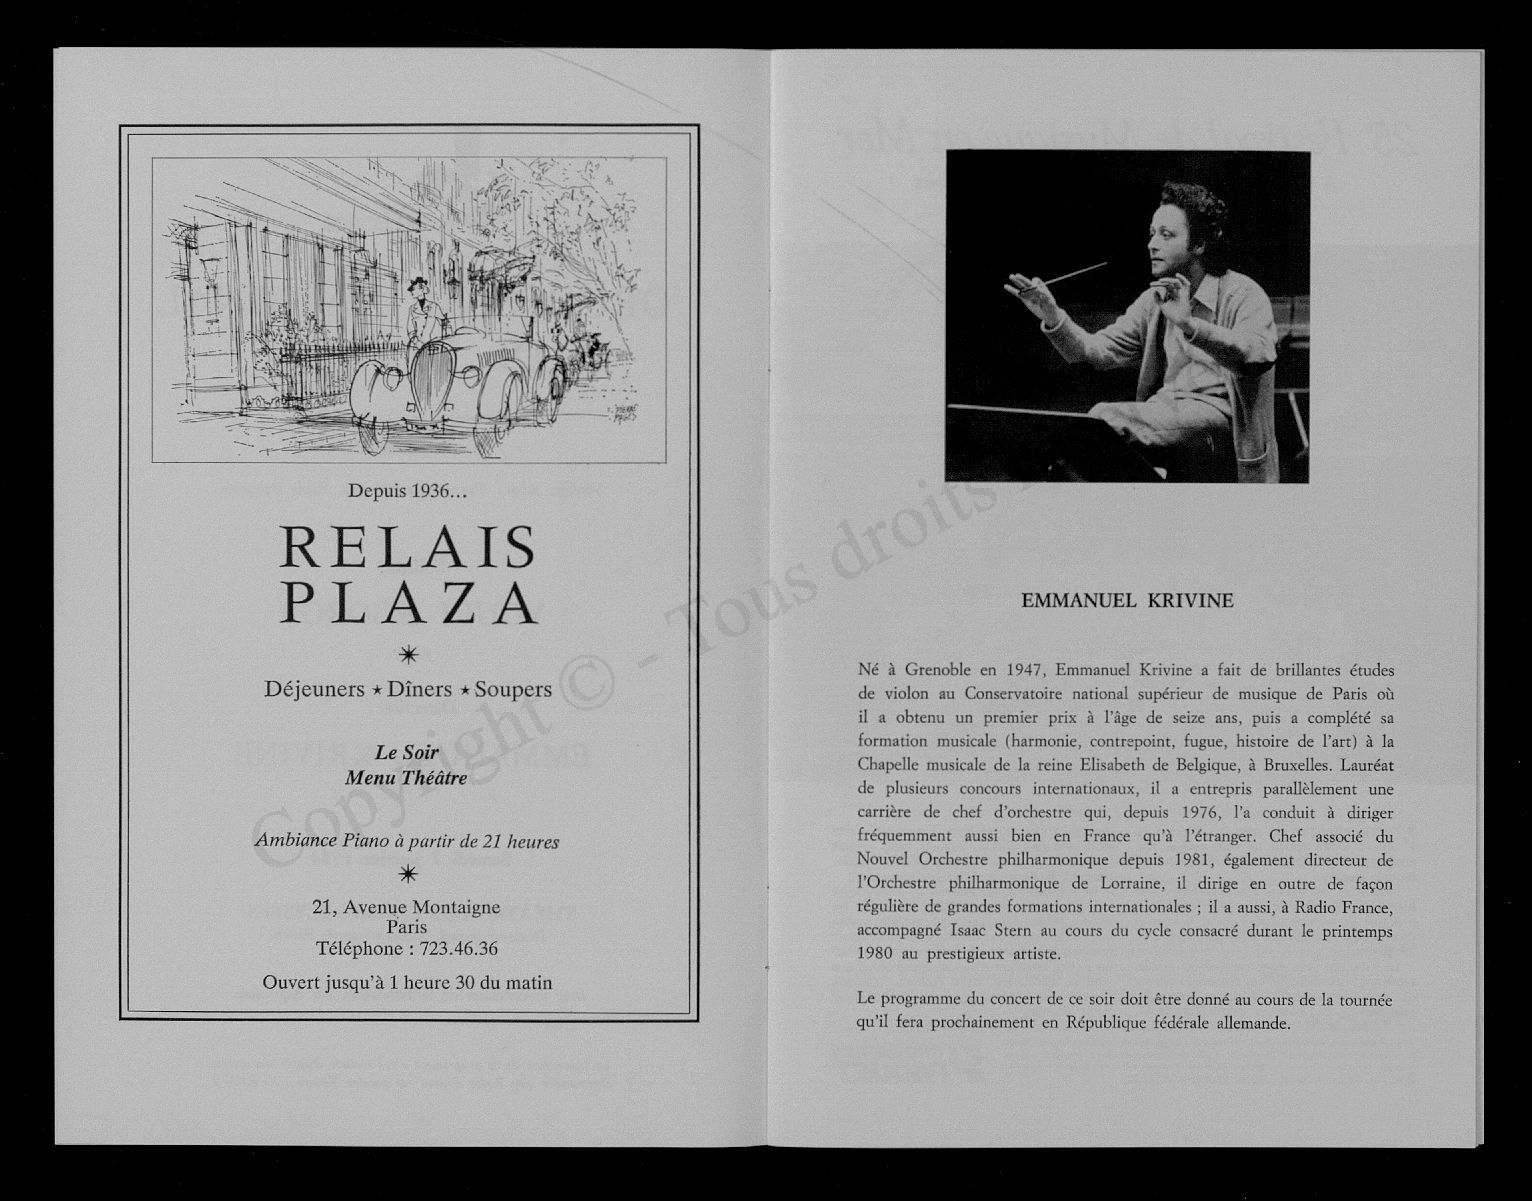 Depuis 1936...
RELAIS
PLAZA
Déjeuners ★ Dîners ★ Soupers
Le Soir
Menu Théâtre
Ambiance Piano à partir de 21 heures
21, Avenue Montaigne
Paris
Téléphone : 723.46.36
Ouvert jusqu'à 1 heure 30 du matin
Copyright © - Tous droits
EMMANUEL KRIVINE
Né à Grenoble en 1947, Emmanuel Krivine a fait de brillantes études
de violon au Conservatoire national supérieur de musique de Paris où
il a obtenu un premier prix à l'âge de seize ans, puis a complété sa
formation musicale (harmonie, contrepoint, fugue, histoire de l'art) à la
Chapelle musicale de la reine Elisabeth de Belgique, à Bruxelles. Lauréat
de plusieurs concours internationaux, il a entrepris parallèlement une
carrière de chef d'orchestre qui, depuis 1976, l'a conduit à diriger
fréquemment aussi bien en France qu'à l'étranger. Chef associé du
Nouvel Orchestre philharmonique depuis 1981, également directeur de
l'Orchestre philharmonique de Lorraine, il dirige en outre de façon
régulière de grandes formations internationales ; il a aussi, à Radio France,
accompagné Isaac Stern au cours du cycle consacré durant le printemps
1980 au prestigieux artiste.
Le programme du concert de ce soir doit être donné au cours de la tournée
qu'il fera prochainement en République fédérale allemande.